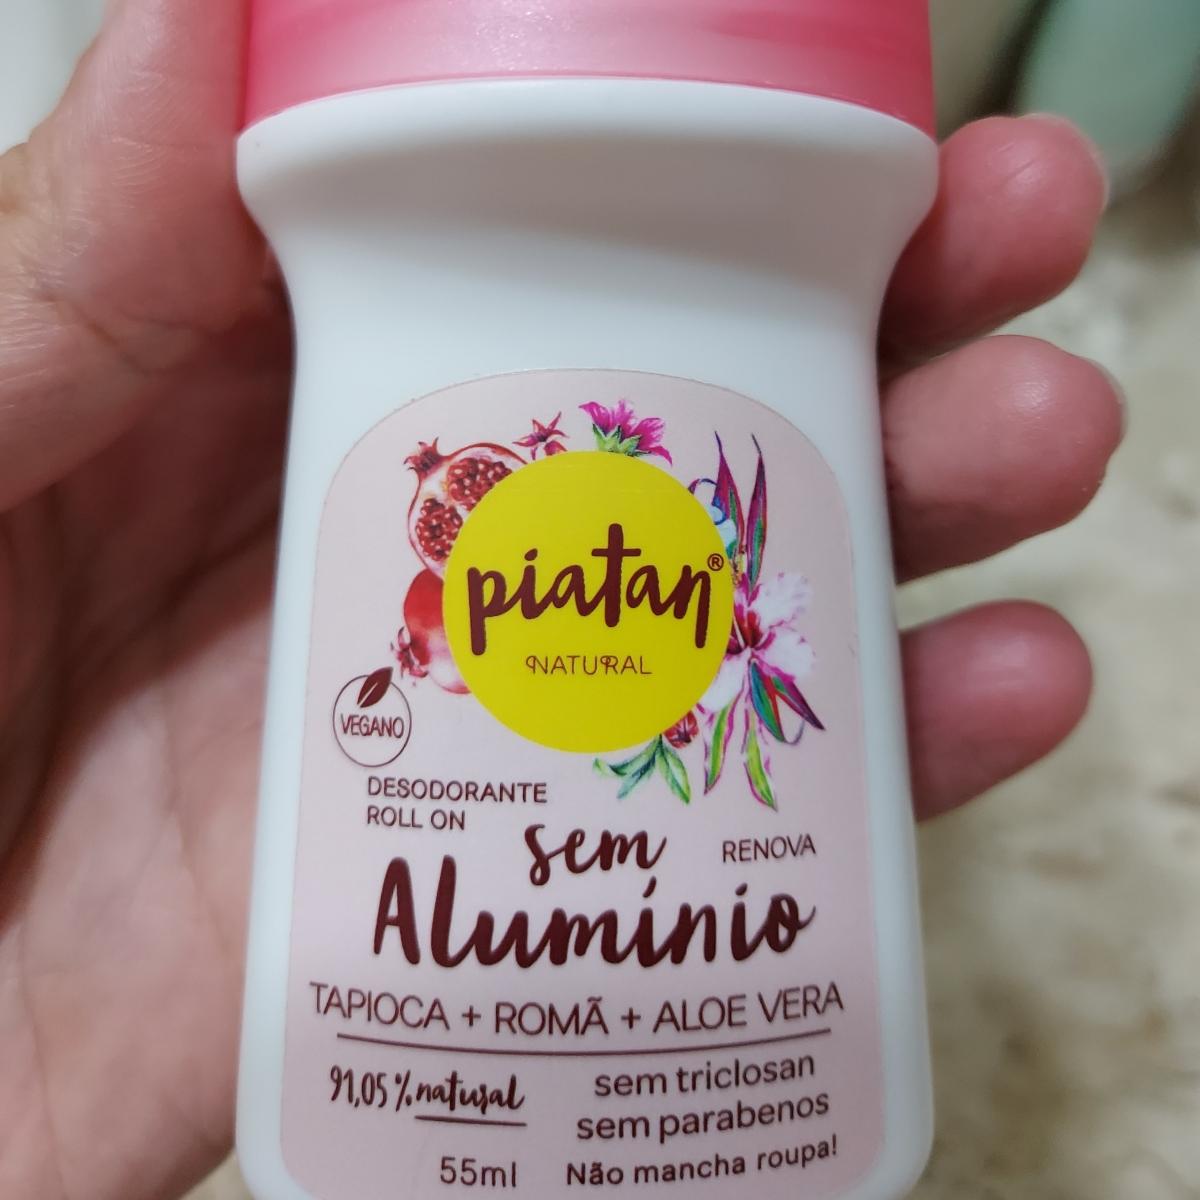 piatan®
NATURAL
VEGANO
DESODORANTE
ROLL ON
sem
RENOVA
Alumínio
TAPIOCA + ROMÃ + ALOE VERA
91,05% natural
sem triclosan
sem parabenos
55ml
Não mancha roupa!